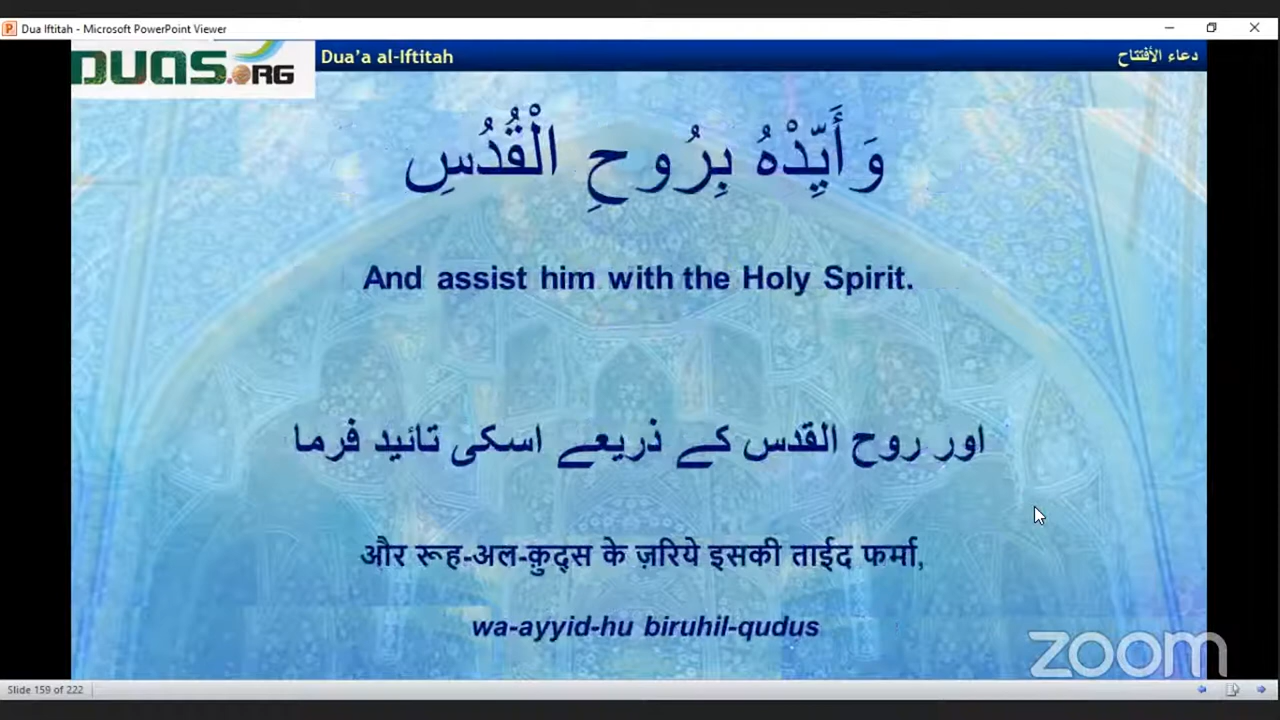 Dua Iftitah - Microsoft PowerPoint Viewer
DUAS.ORG
Dua'a al-Iftitah
دعاء الأفتتاح
وَ أَيِّدْهُ بِرُوحِ الْقُدُسِ
And assist him with the Holy Spirit.
اور روح القدس کے ذریعے اسکی تائید فرما
और रूह-अल-क़ुद्स के ज़रिये इसकी ताईद फर्मा,
wa-ayyid-hu biruhil-qudus
zoom
Slide 159 of 222